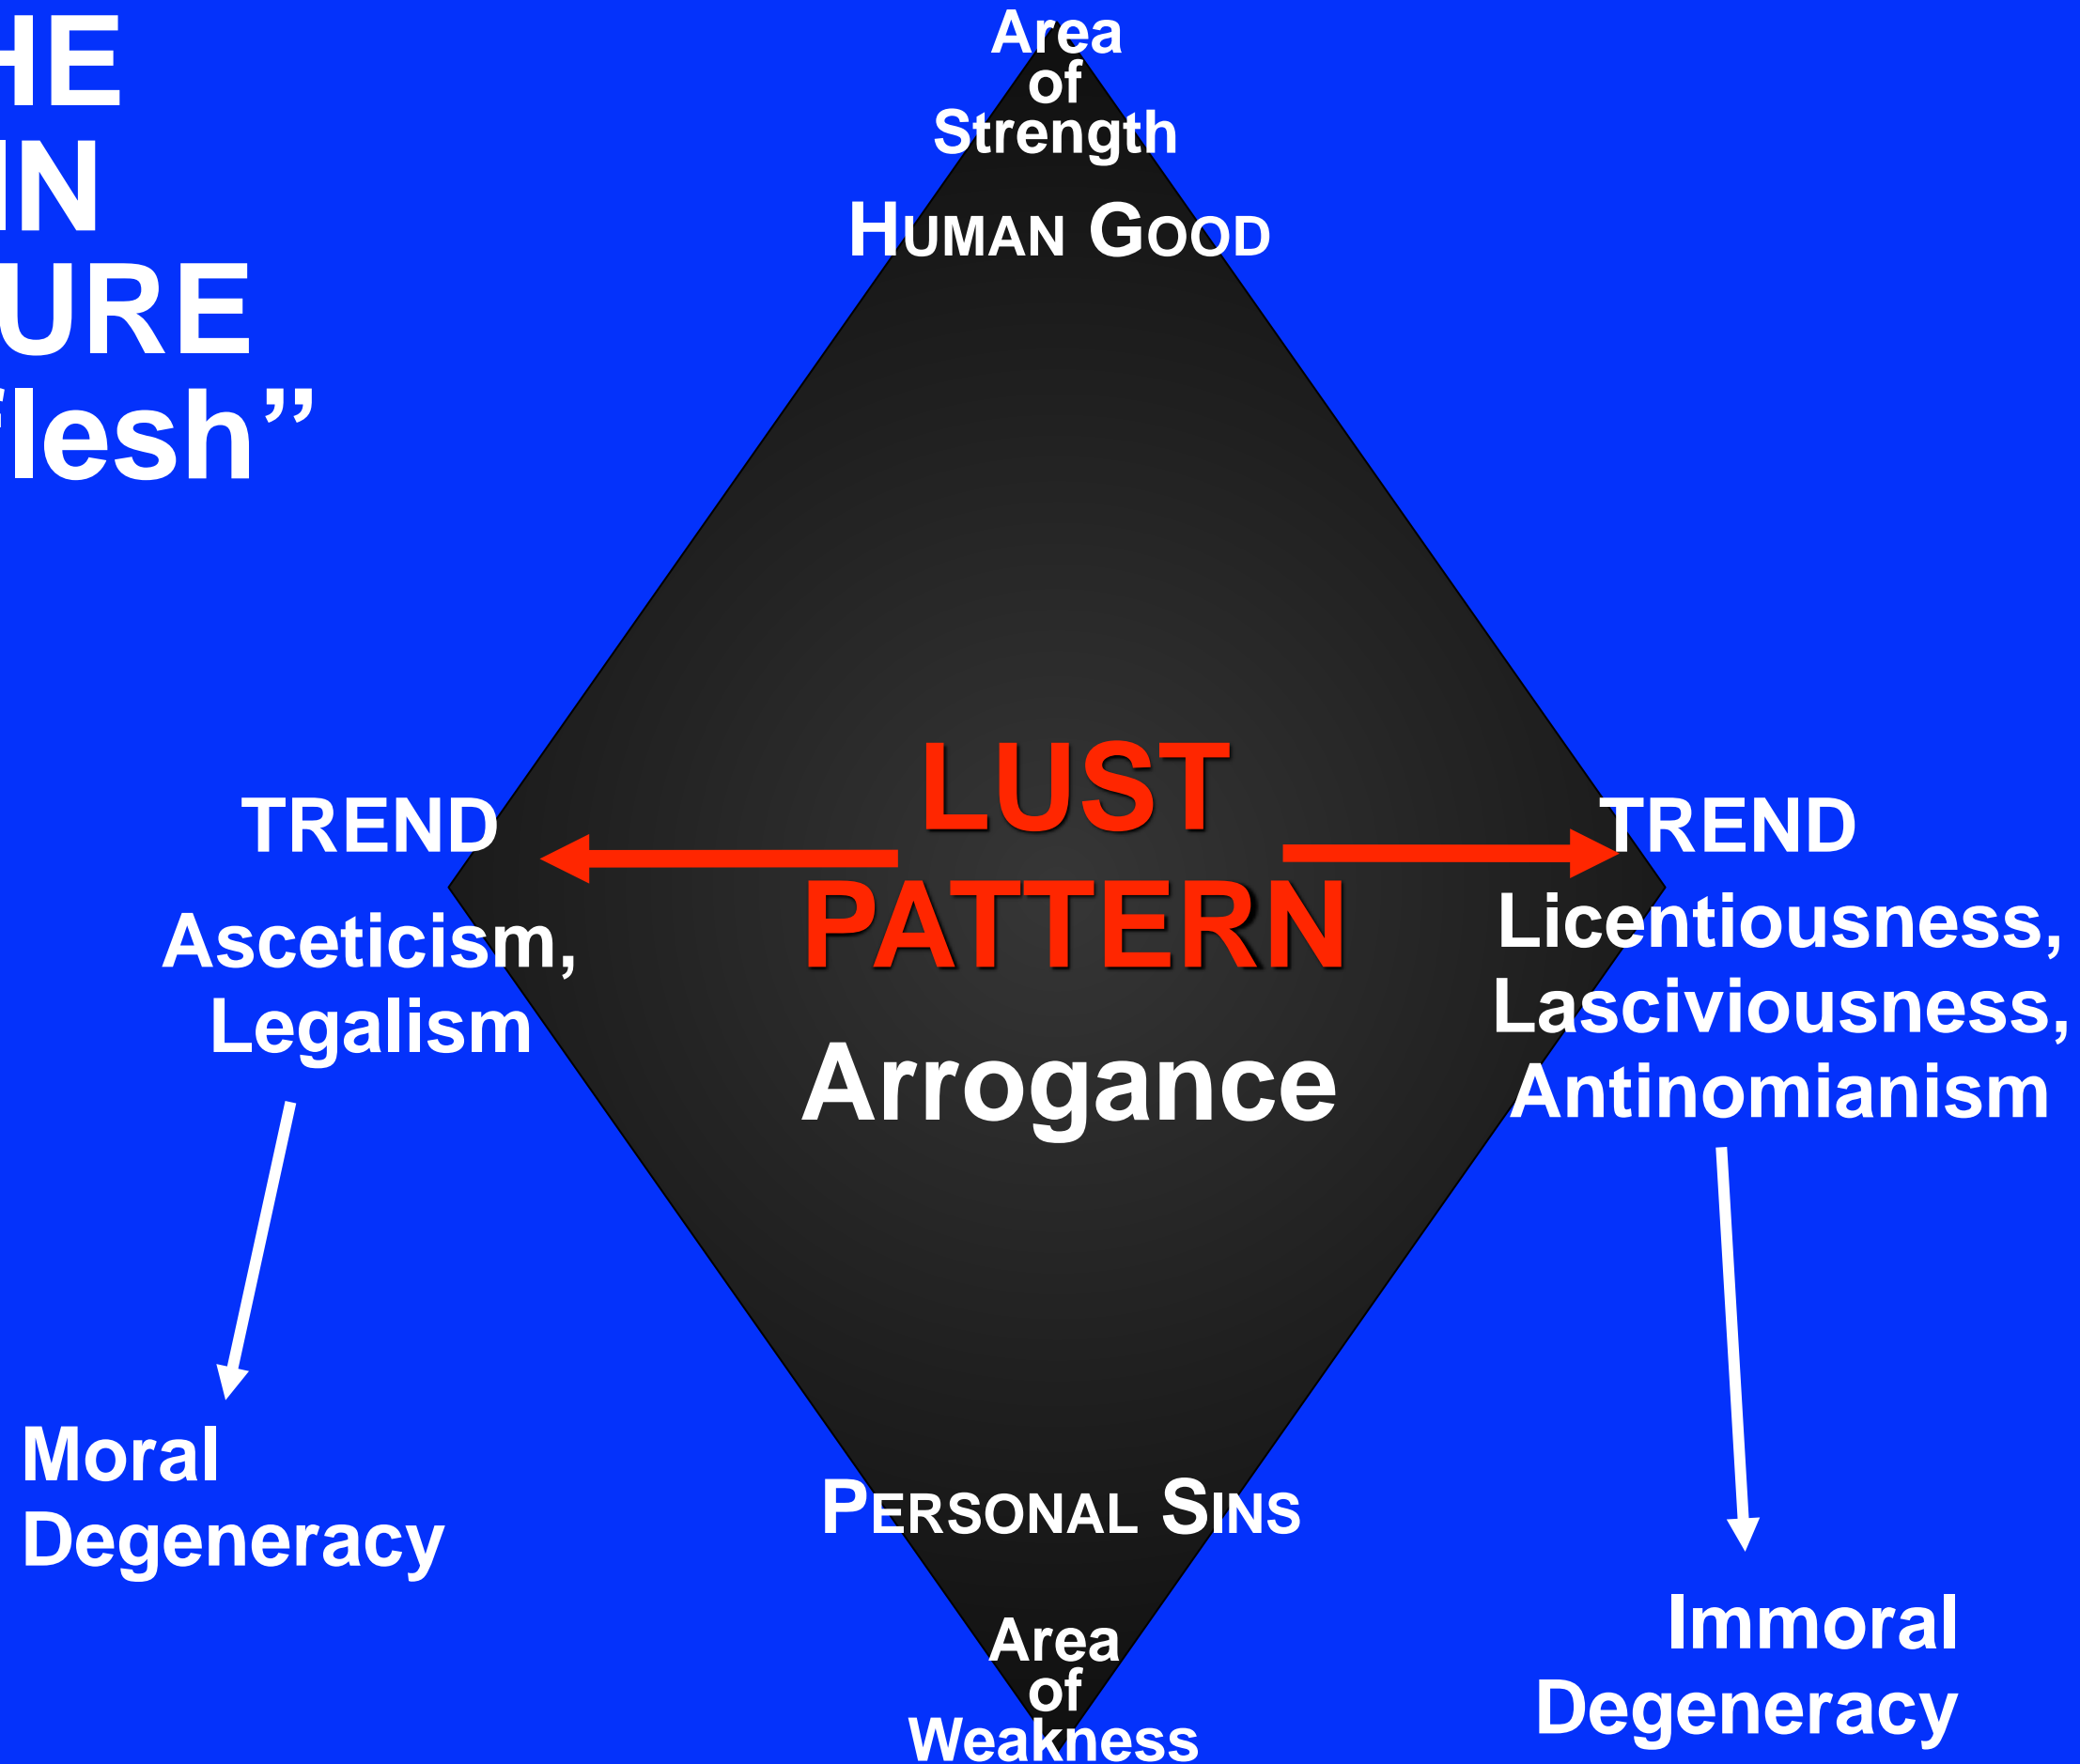 HE
IN
URE
flesh”
Area
of
Strength
HUMAN GOOD
LUST
PATTERN
Arrogance
TREND
Asceticism,
Legalism
TREND
Licentiousness,
Lasciviousness,
Antinomianism
Moral
Degeneracy
PERSONAL SINS
Area
of
Weakness
Immoral
Degeneracy